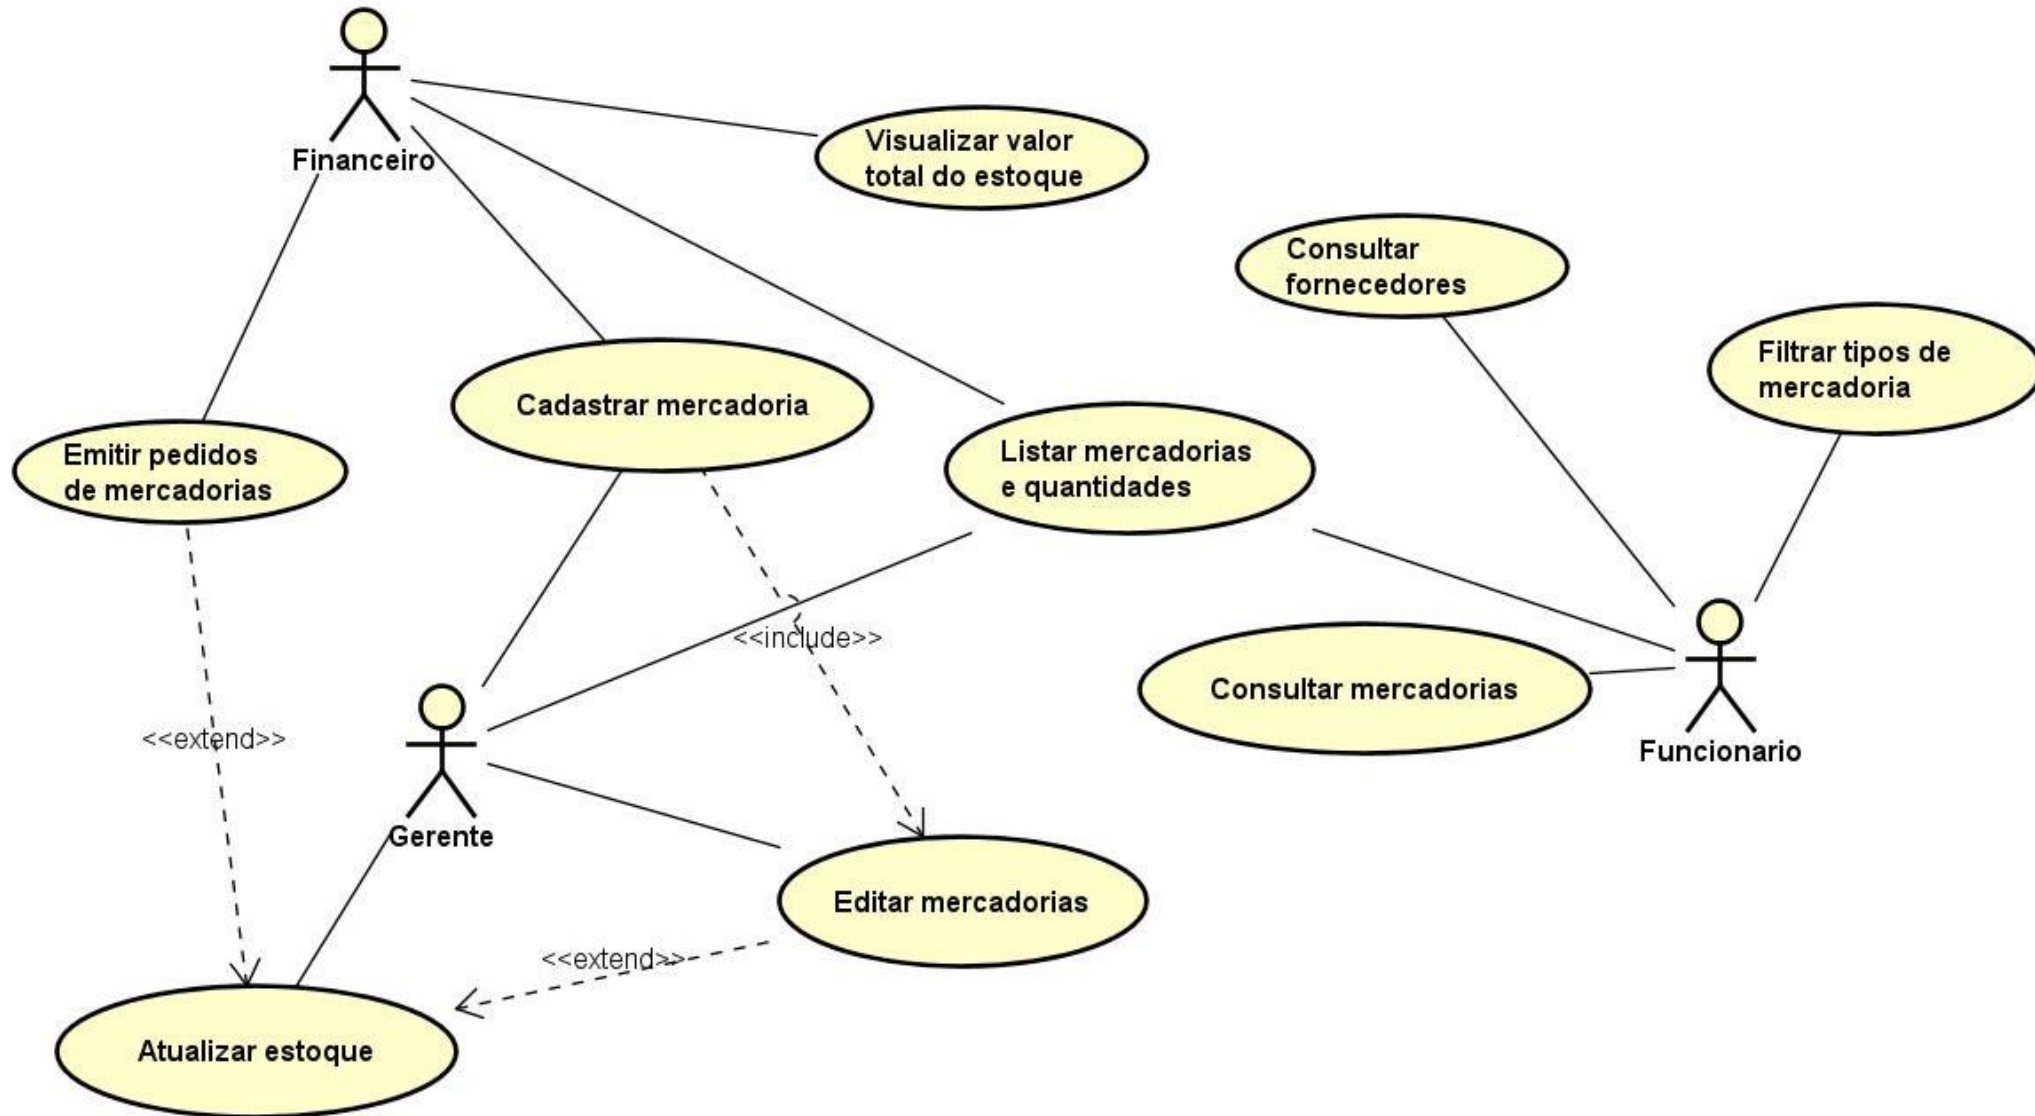 Financeiro
Visualizar valor
total do estoque
Consultar
fornecedores
Filtrar tipos de
mercadoria
Cadastrar mercadoria
Emitir pedidos
de mercadorias
Listar mercadorias
e quantidades
<<include>>
Consultar mercadorias
Funcionario
<<extend>>
Gerente
Editar mercadorias
<<extend>>
Atualizar estoque